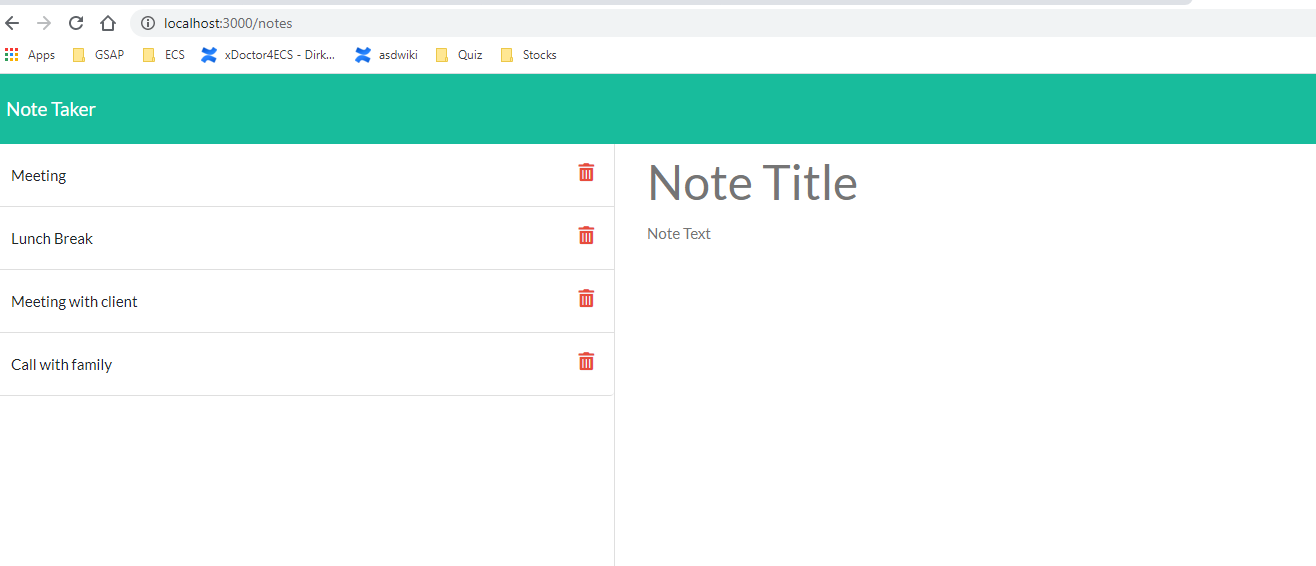 localhost:3000/notes
Apps GSAP ECS xDoctor4ECS - Dirk... asdwiki Quiz Stocks
Note Taker
Meeting
Lunch Break
Meeting with client
Call with family
Note Title
Note Text